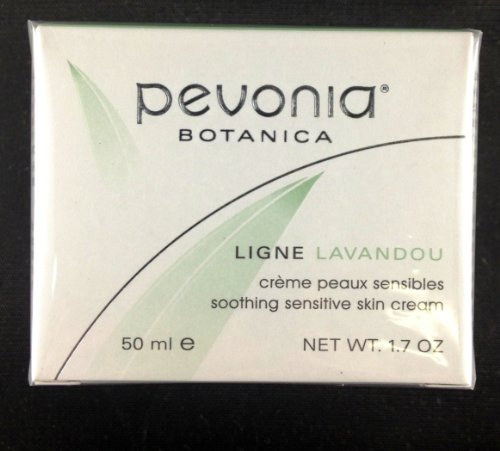 pevonia®
BOTANICA
LIGNE LAVANDOU
crème peaux sensibles
soothing sensitive skin cream
50 ml ℮
NET WT. 1.7 OZ